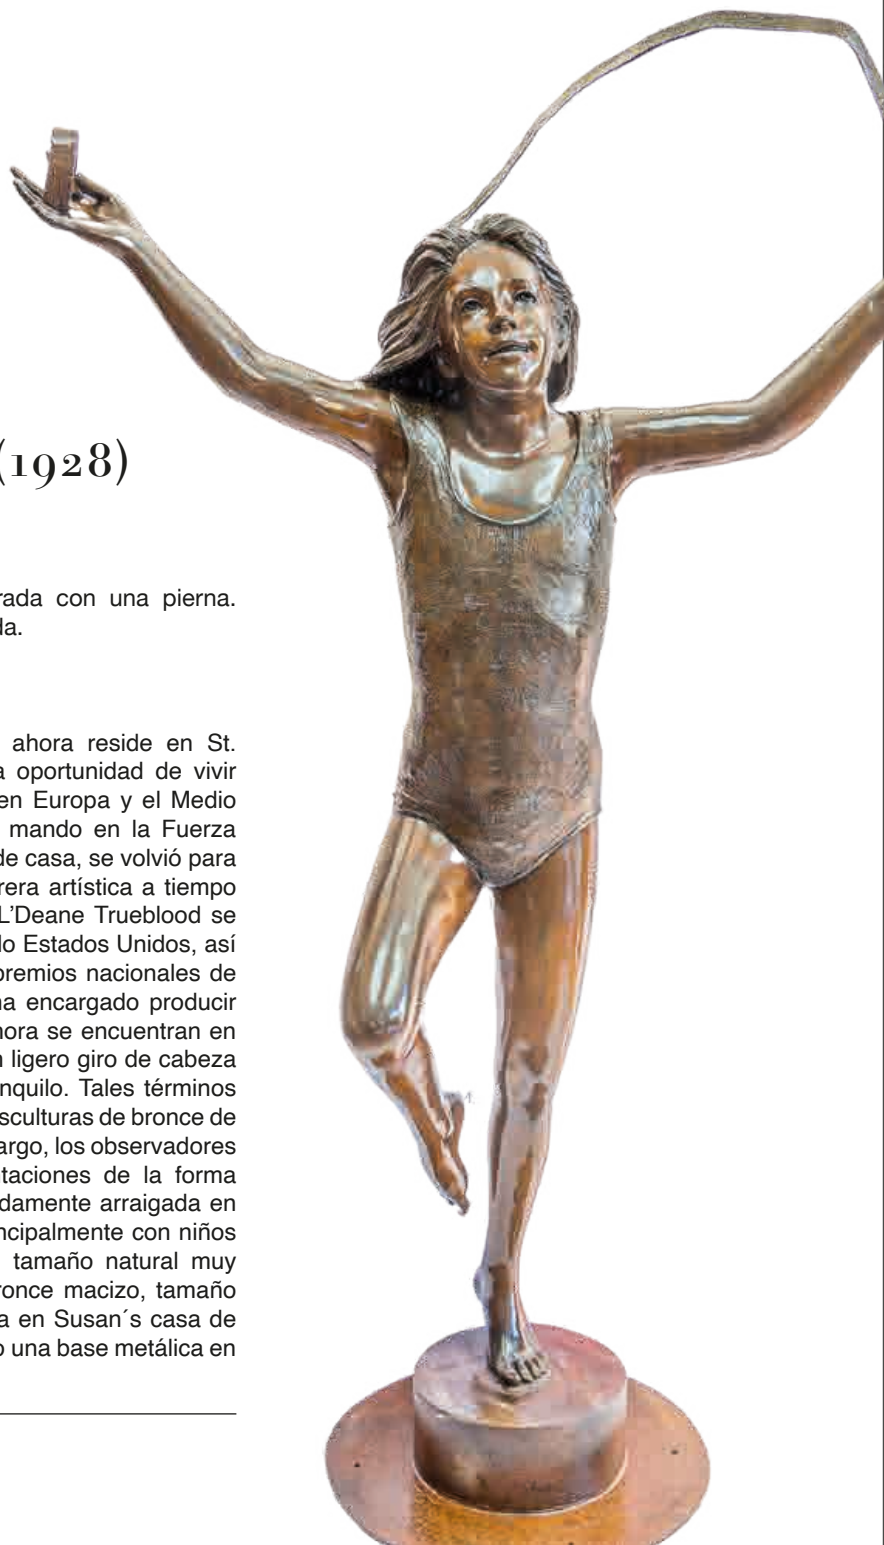 (1928)
rada con una pierna.
da.
ahora reside en St.
a oportunidad de vivir
en Europa y el Medio
mando en la Fuerza
de casa, se volvió para
rera artística a tiempo
L’Deane Trueblood se
do Estados Unidos, así
premios nacionales de
na encargado producir
hora se encuentran en
n ligero giro de cabeza
nquilo. Tales términos
esculturas de bronce de
argo, los observadores
ntaciones de la forma
damente arraigada en
ncipalmente con niños
tamaño natural muy
ronce macizo, tamaño
a en Susan´s casa de
o una base metálica en